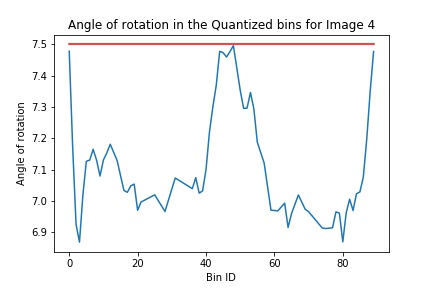 Angle of rotation in the Quantized bins for Image 4
7.5
7.4
7.3
7.2
7.1
7.0
6.9
Angle of rotation
0 20 40 60 80
Bin ID